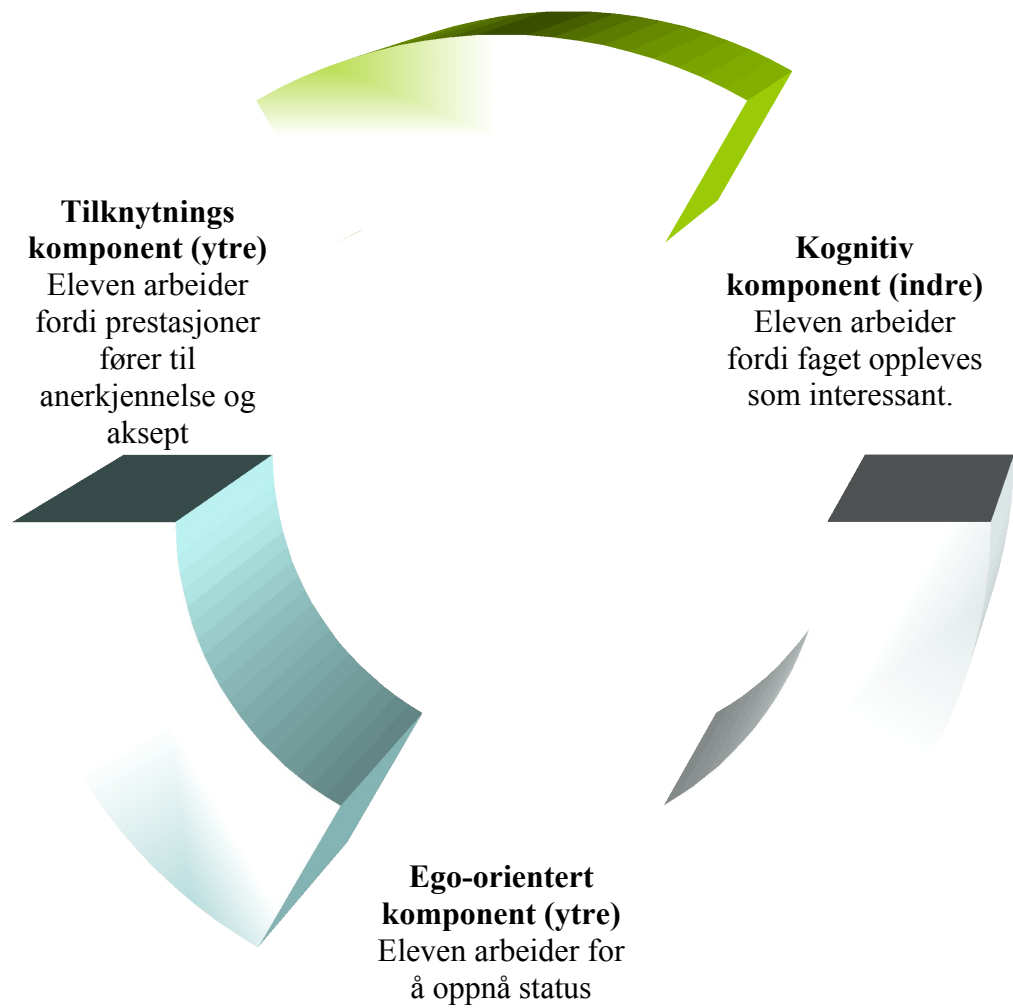 Tilknytnings
komponent (ytre)
Eleven arbeider
fordi prestasjoner
fører til
anerkjennelse og
aksept
Kognitiv
komponent (indre)
Eleven arbeider
fordi faget oppleves
som interessant.
Ego-orientert
komponent (ytre)
Eleven arbeider for
å oppnå status